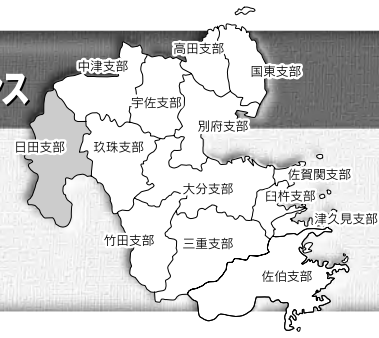 高田支部
中津支部
国東支部
ンス
宇佐支部
別府支部
日田支部
玖珠支部
佐賀関支部
大分支部
臼杵支部
津久見支部
竹田支部
三重支部
佐伯支部